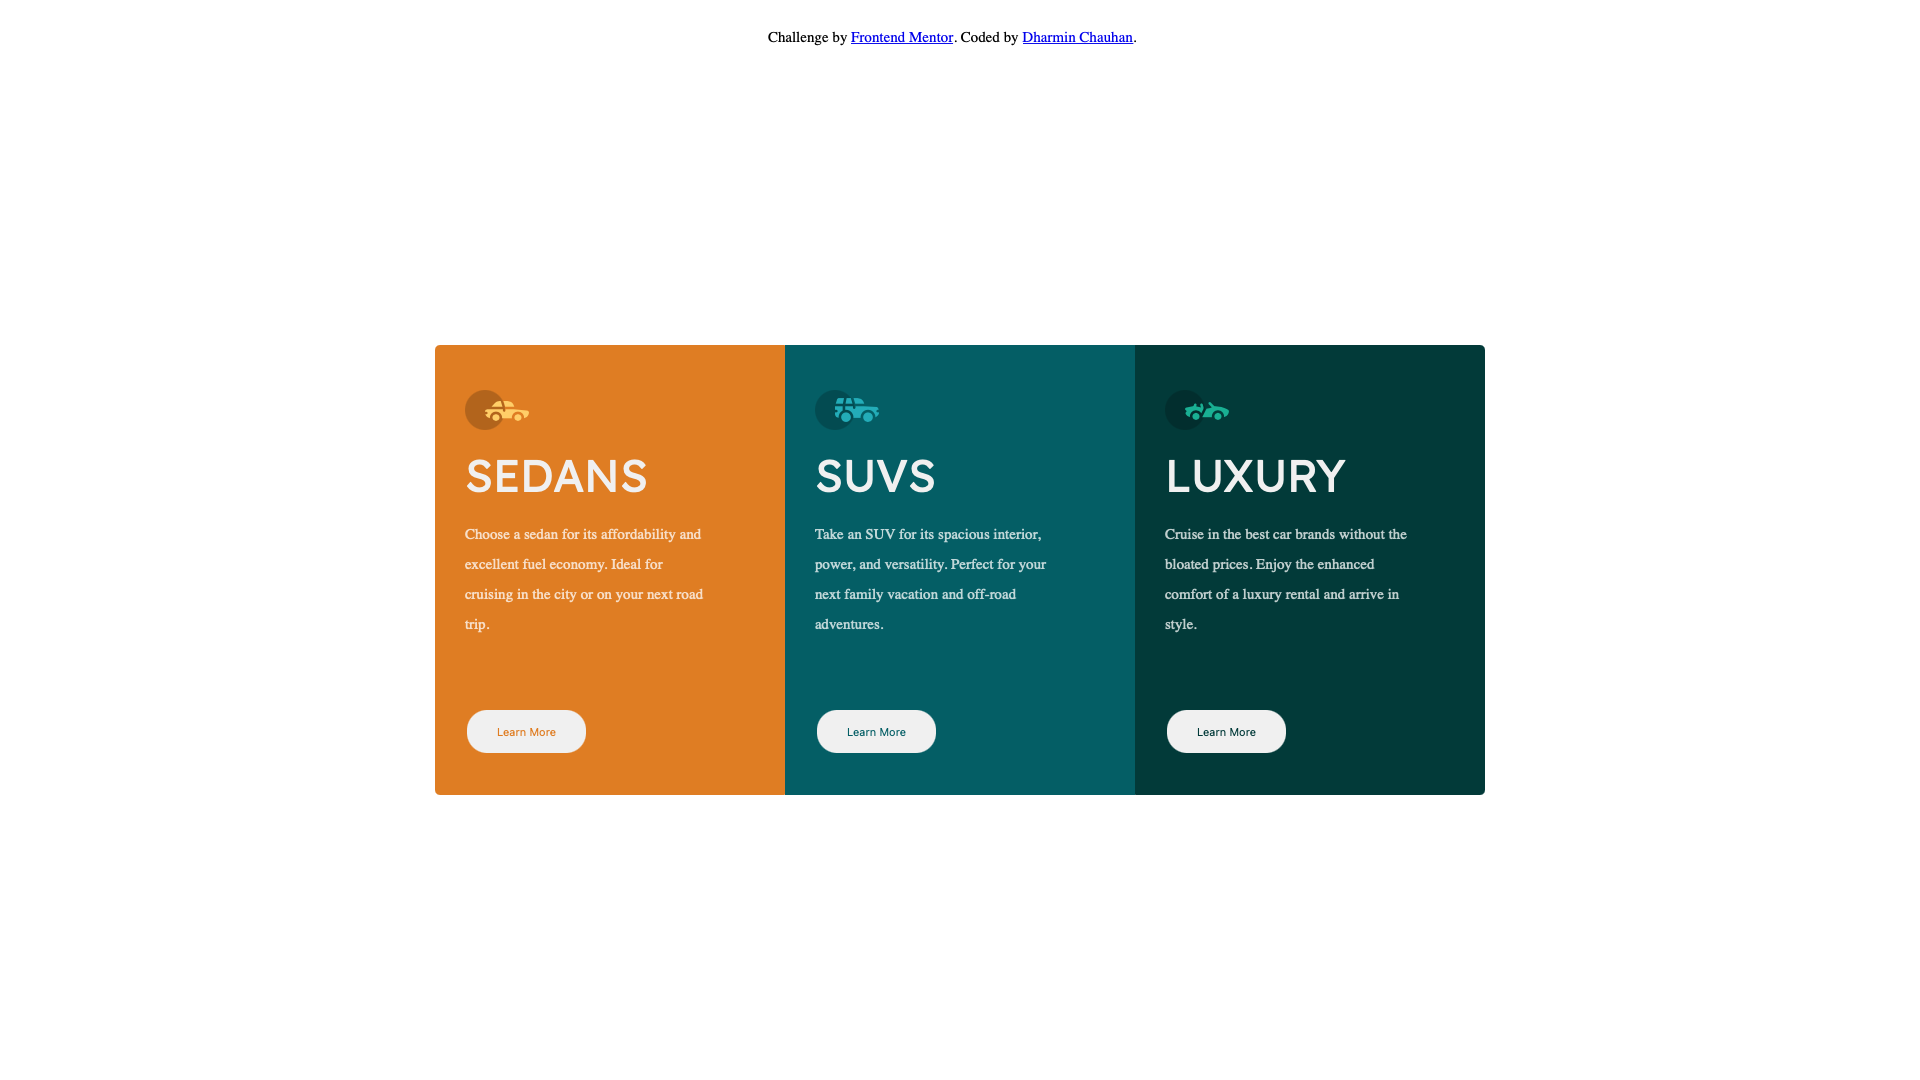 Challenge by Frontend Mentor. Coded by Dharmin Chauhan.
SEDANS
Choose a sedan for its affordability and
excellent fuel economy. Ideal for
cruising in the city or on your next road
trip.
Learn More
SUVS
Take an SUV for its spacious interior,
power, and versatility. Perfect for your
next family vacation and off-road
adventures.
Learn More
LUXURY
Cruise in the best car brands without the
bloated prices. Enjoy the enhanced
comfort of a luxury rental and arrive in
style.
Learn More